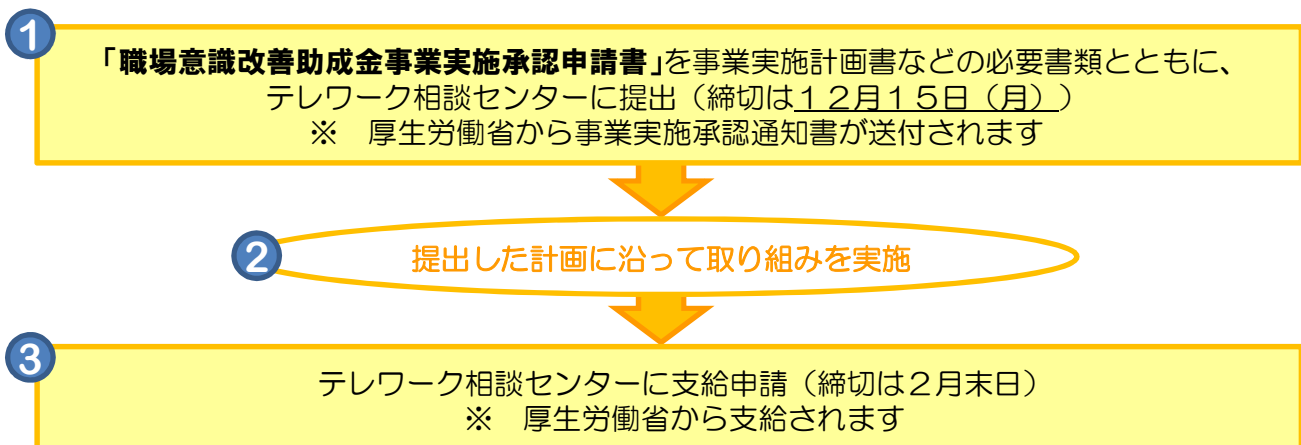 1
「職場意識改善助成金事業実施承認申請書」を事業実施計画書などの必要書類とともに、
テレワーク相談センターに提出（締切は１２月１５日（月））
※　厚生労働省から事業実施承認通知書が送付されます
2
提出した計画に沿って取り組みを実施
3
テレワーク相談センターに支給申請（締切は２月末日）
※　厚生労働省から支給されます